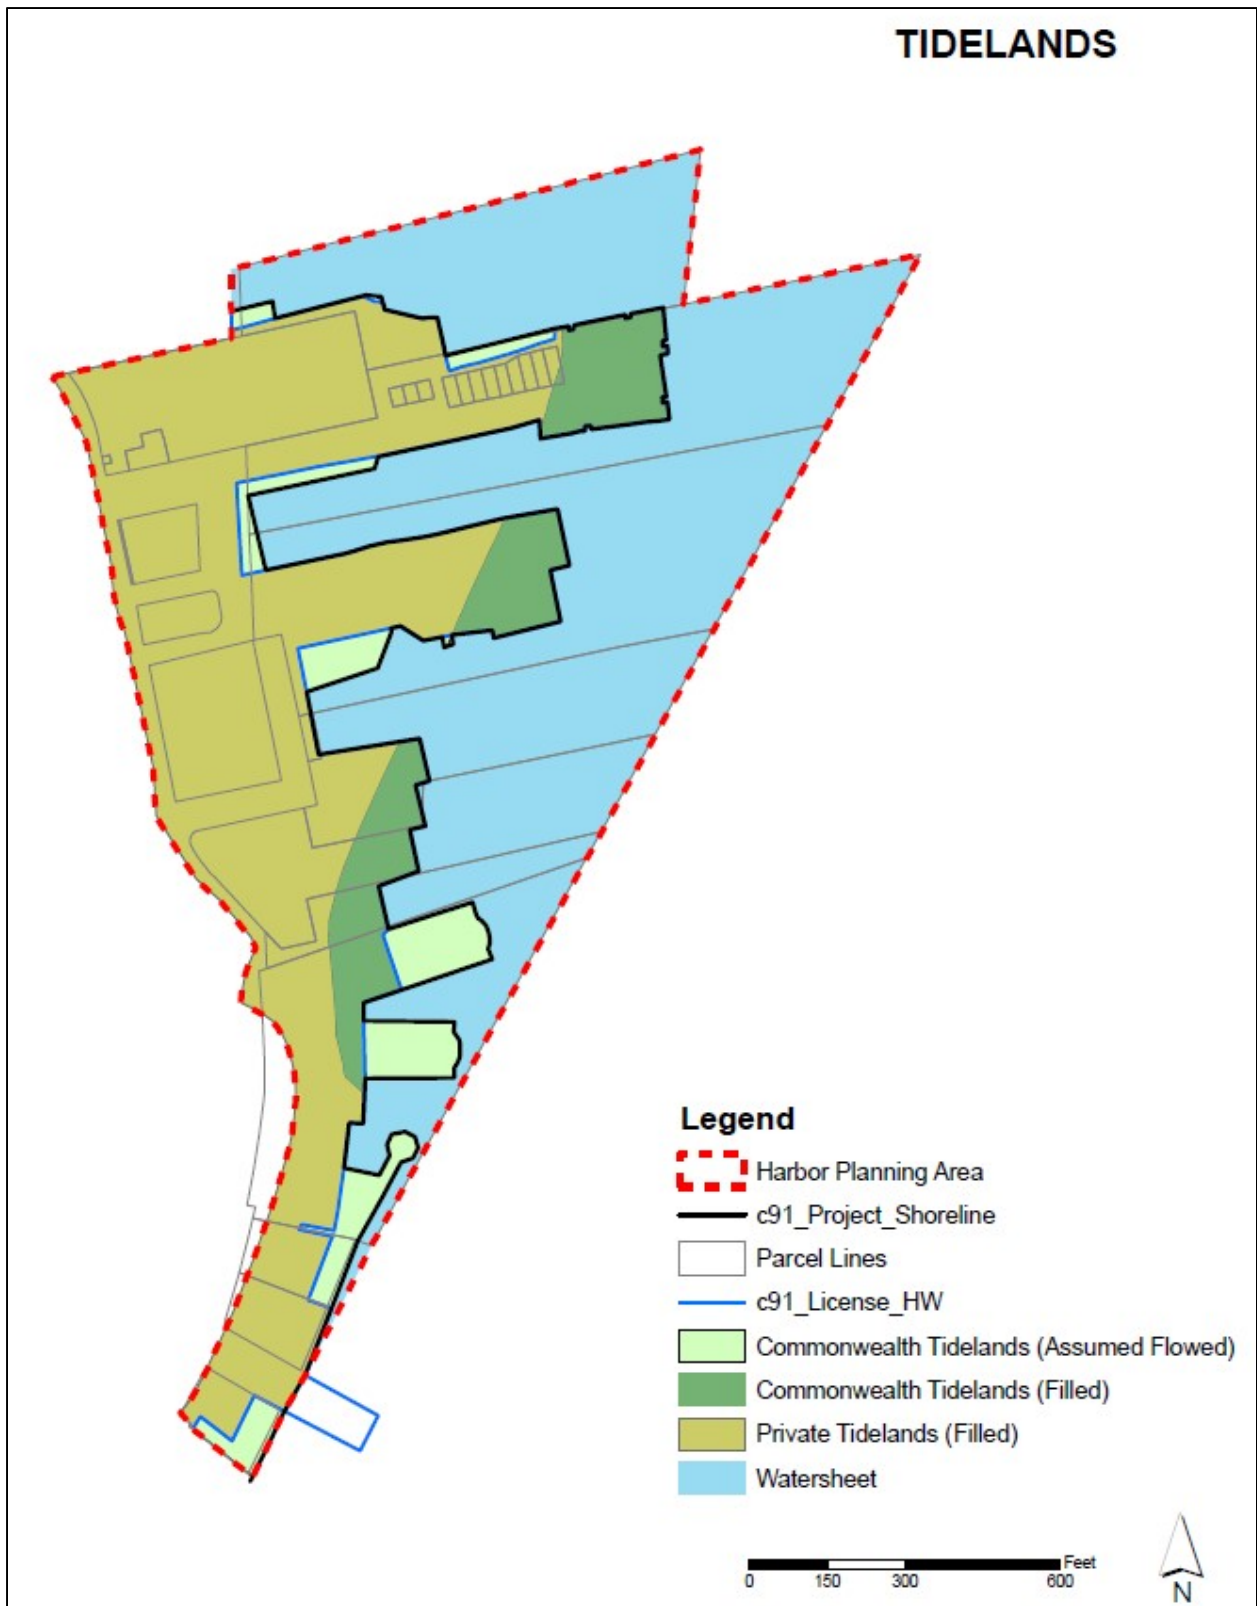 TIDELANDS
Legend
Harbor Planning Area
c91_Project_Shoreline
Parcel Lines
c91_License_HW
Commonwealth Tidelands (Assumed Flowed)
Commonwealth Tidelands (Filled)
Private Tidelands (Filled)
Watersheet
Feet
0 150 300 600
N